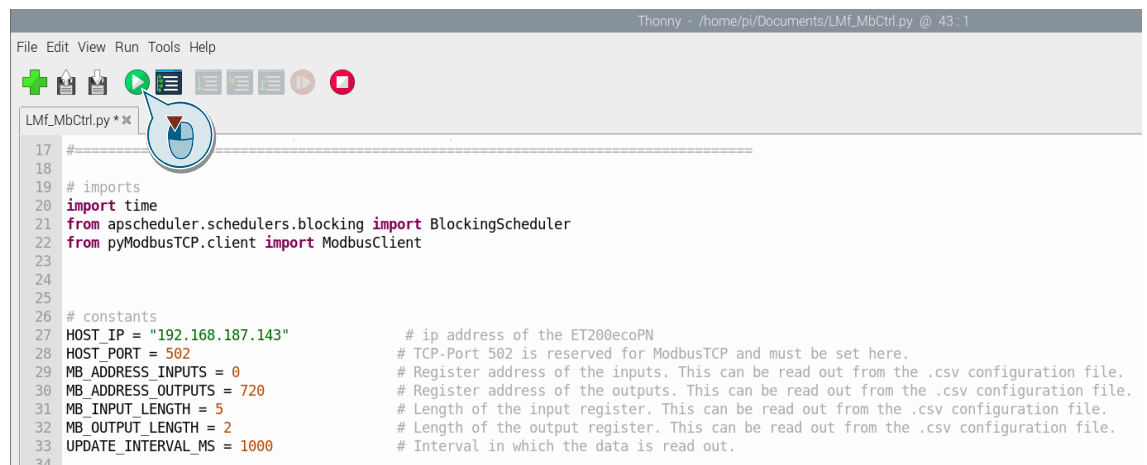 Thonny - /home/pi/Documents/LMf_MbCtrl.py @ 43 : 1
File Edit View Run Tools Help
LMf_MbCtrl.py *
17 #==================================================================================
18
19 # imports
20 import time
21 from apscheduler.schedulers.blocking import BlockingScheduler
22 from pyModbusTCP.client import ModbusClient
23
24
25
26 # constants
27 HOST_IP = "192.168.187.143" # ip address of the ET200ecoPN
28 HOST_PORT = 502 # TCP-Port 502 is reserved for ModbusTCP and must be set here.
29 MB_ADDRESS_INPUTS = 0 # Register address of the inputs. This can be read out from the .csv configuration file.
30 MB_ADDRESS_OUTPUTS = 720 # Register address of the outputs. This can be read out from the .csv configuration file.
31 MB_INPUT_LENGTH = 5 # Length of the input register. This can be read out from the .csv configuration file.
32 MB_OUTPUT_LENGTH = 2 # Length of the output register. This can be read out from the .csv configuration file.
33 UPDATE_INTERVAL_MS = 1000 # Interval in which the data is read out.
34